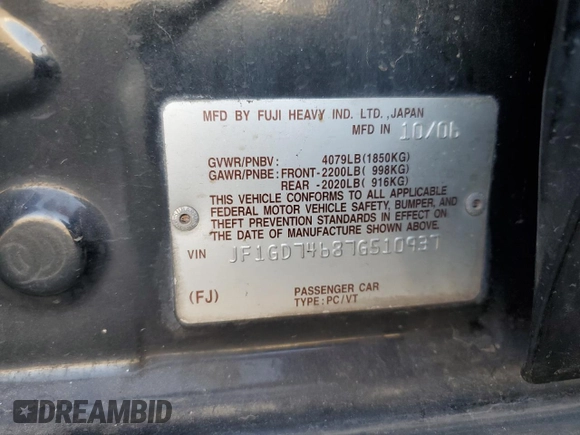 MFD BY FUJI HEAVY IND. LTD.,JAPAN
MFD IN 10/06
GVWR/PNBV: 4079LB(1850KG)
GAWR/PNBE: FRONT-2200LB( 998KG)
REAR -2020LB( 916KG)
THIS VEHICLE CONFORMS TO ALL APPLICABLE
FEDERAL MOTOR VEHICLE SAFETY, BUMPER, AND
THEFT PREVENTION STANDARDS IN EFFECT ON
THE DATE OF MANUFACTURE SHOWN ABOVE.
VIN JF1GD74687G510937
(FJ) PASSENGER CAR
TYPE:PC/VT
DREAMBID